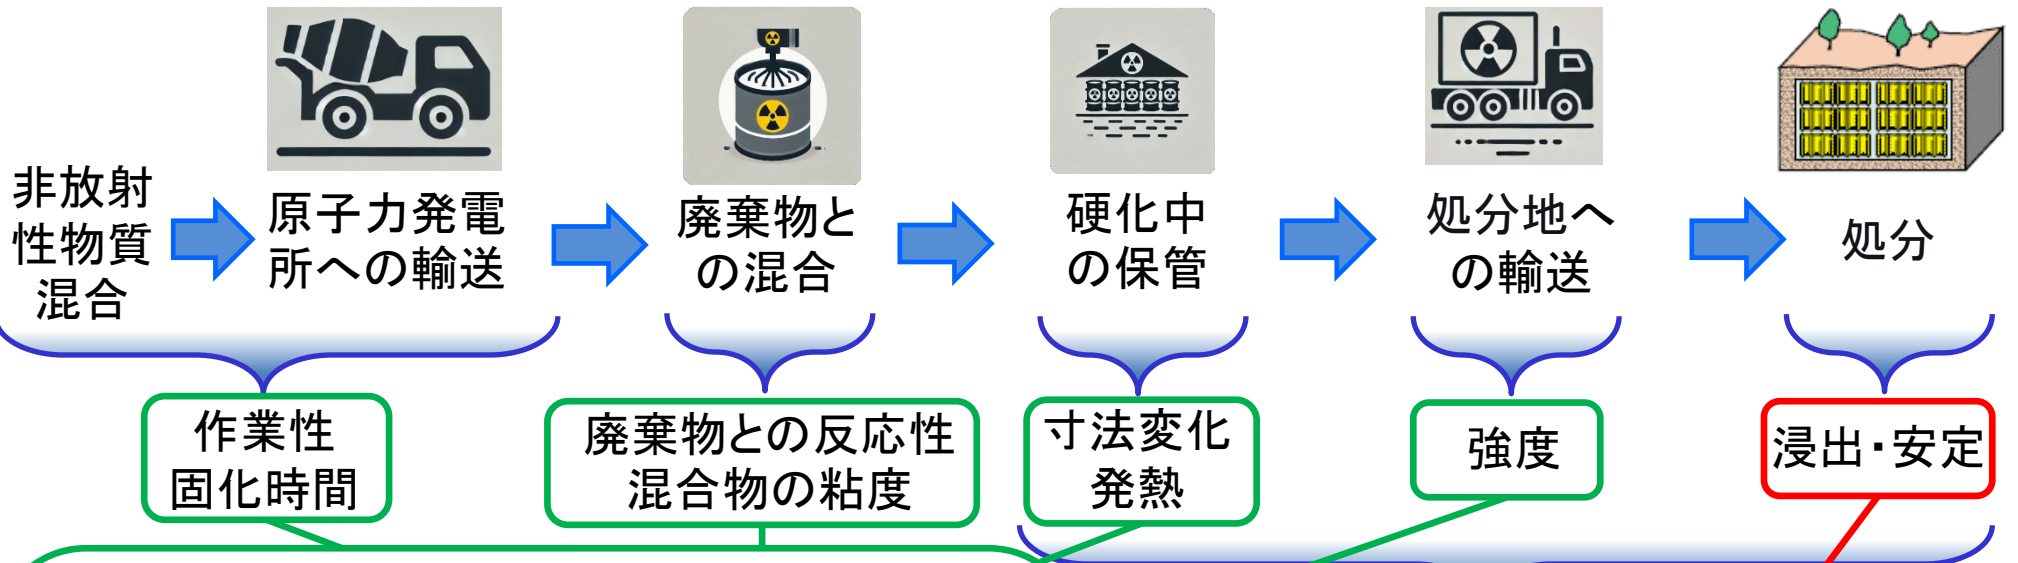 非放射
性物質
混合
原子力発電
所への輸送
廃棄物と
の混合
硬化中
の保管
処分地へ
の輸送
処分
作業性
固化時間
廃棄物との反応性
混合物の粘度
寸法変化
発熱
強度
浸出・安定